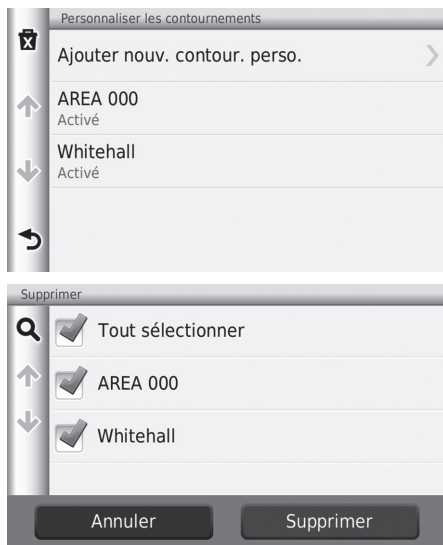 Personnaliser les contournements
Ajouter nouv. contour. perso.
AREA 000
Activé
Whitehall
Activé
Supprimer
Tout sélectionner
AREA 000
Whitehall
Annuler
Supprimer